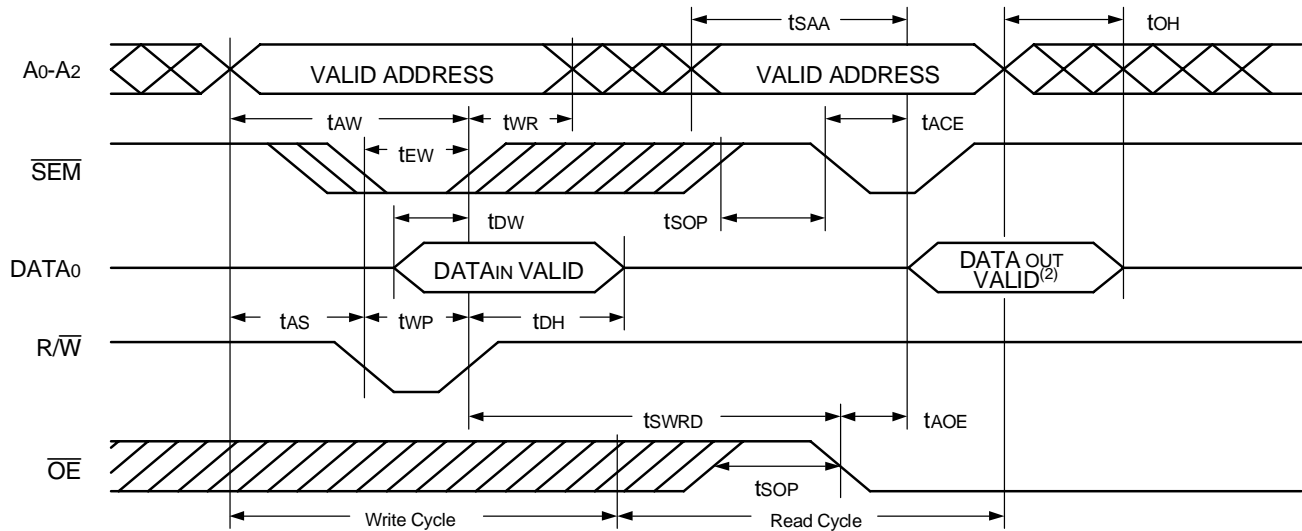 tSAA tOH
A0-A2 VALID ADDRESS VALID ADDRESS
tAW tWR tACE
tEW
SEM
tDW tSOP
DATA0 DATAIN VALID DATA OUT
VALID(2)
tAS tWP tDH
R/W
tSWRD tAOE
OE
tSOP
Write Cycle Read Cycle